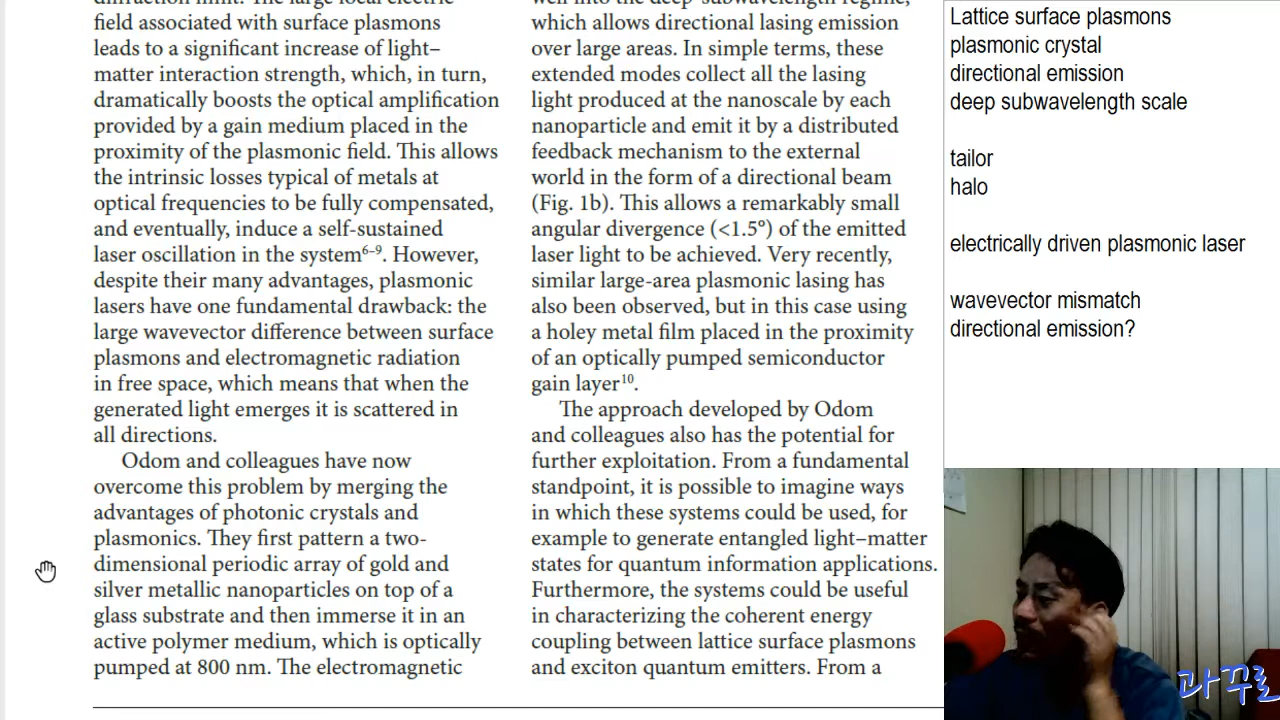 diffraction limit. The large local electric
field associated with surface plasmons
leads to a significant increase of light–
matter interaction strength, which, in turn,
dramatically boosts the optical amplification
provided by a gain medium placed in the
proximity of the plasmonic field. This allows
the intrinsic losses typical of metals at
optical frequencies to be fully compensated,
and eventually, induce a self-sustained
laser oscillation in the system⁶⁻⁹. However,
despite their many advantages, plasmonic
lasers have one fundamental drawback: the
large wavevector difference between surface
plasmons and electromagnetic radiation
in free space, which means that when the
generated light emerges it is scattered in
all directions.
Odom and colleagues have now
overcome this problem by merging the
advantages of photonic crystals and
plasmonics. They first pattern a two-
dimensional periodic array of gold and
silver metallic nanoparticles on top of a
glass substrate and then immerse it in an
active polymer medium, which is optically
pumped at 800 nm. The electromagnetic
well into the deep-subwavelength regime,
which allows directional lasing emission
over large areas. In simple terms, these
extended modes collect all the lasing
light produced at the nanoscale by each
nanoparticle and emit it by a distributed
feedback mechanism to the external
world in the form of a directional beam
(Fig. 1b). This allows a remarkably small
angular divergence (<1.5°) of the emitted
laser light to be achieved. Very recently,
similar large-area plasmonic lasing has
also been observed, but in this case using
a holey metal film placed in the proximity
of an optically pumped semiconductor
gain layer¹⁰.
The approach developed by Odom
and colleagues also has the potential for
further exploitation. From a fundamental
standpoint, it is possible to imagine ways
in which these systems could be used, for
example to generate entangled light–matter
states for quantum information applications.
Furthermore, the systems could be useful
in characterizing the coherent energy
coupling between lattice surface plasmons
and exciton quantum emitters. From a
Lattice surface plasmons
plasmonic crystal
directional emission
deep subwavelength scale
tailor
halo
electrically driven plasmonic laser
wavevector mismatch
directional emission?
과꾸로